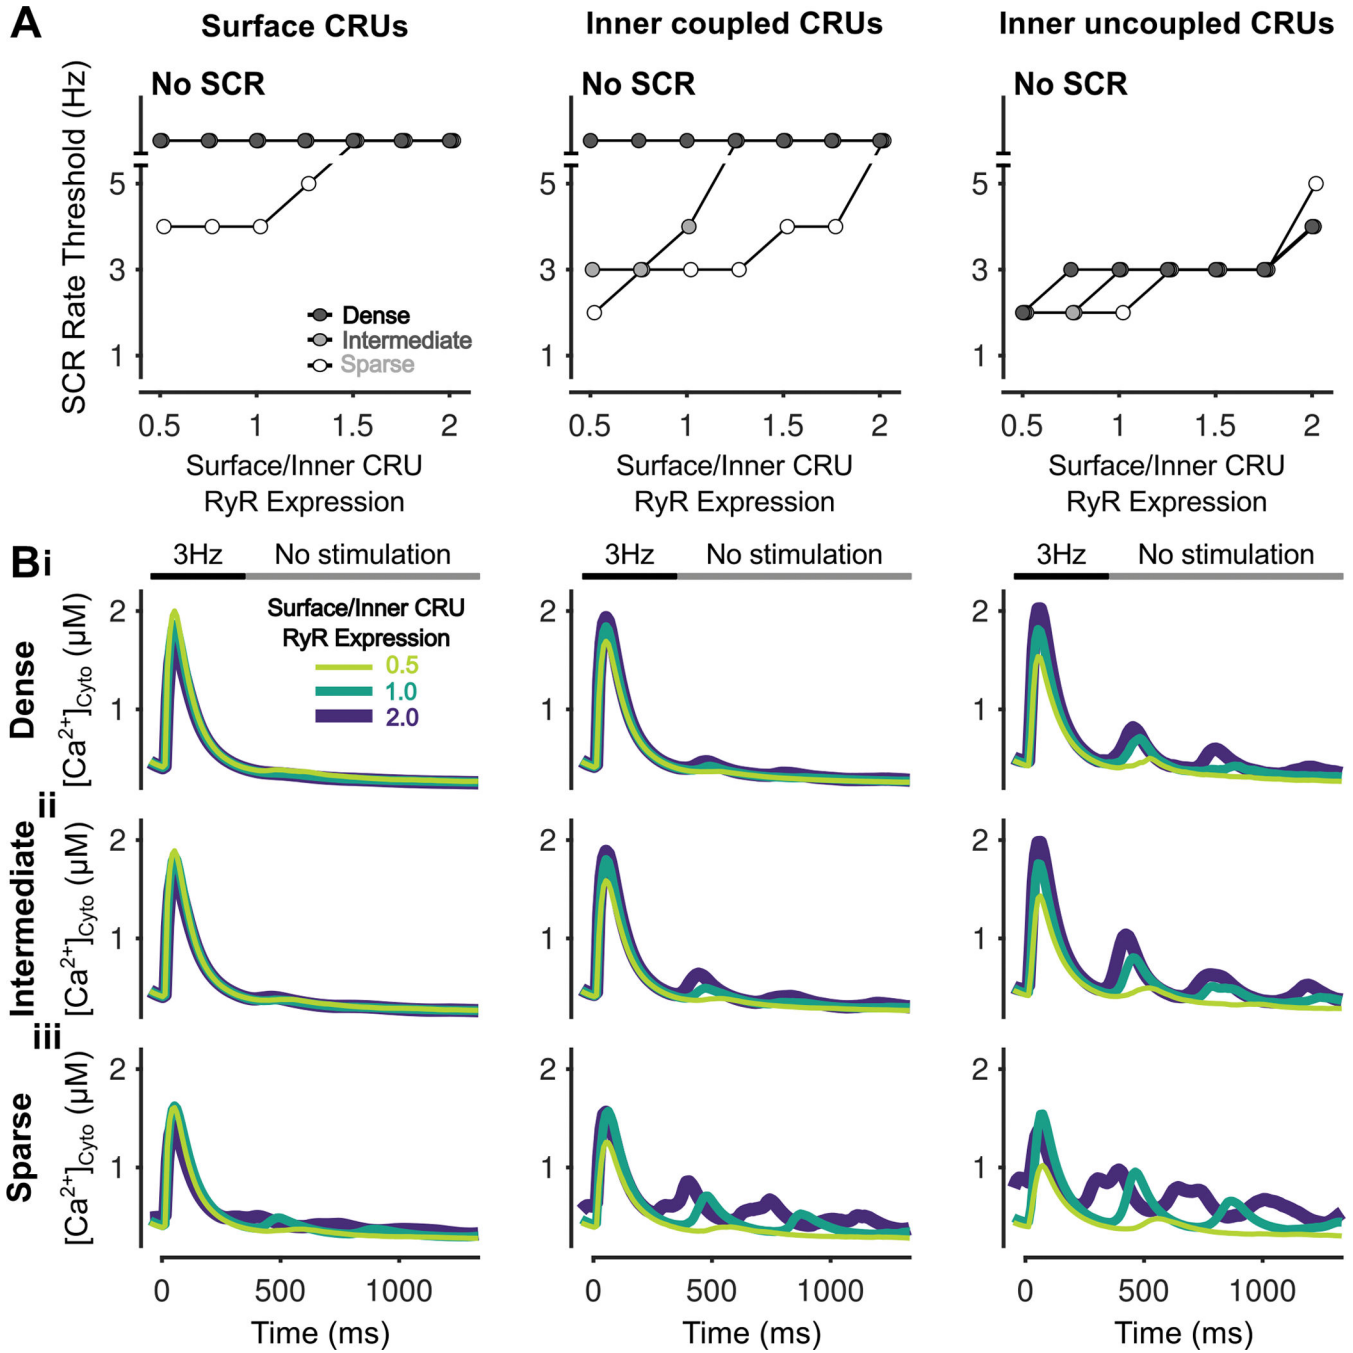 A
Surface CRUs
Inner coupled CRUs
Inner uncoupled CRUs
SCR Rate Threshold (Hz)
No SCR
5
3
1
Dense
Intermediate
Sparse
0.5 1 1.5 2
Surface/Inner CRU
RyR Expression
No SCR
5
3
1
0.5 1 1.5 2
Surface/Inner CRU
RyR Expression
No SCR
5
3
1
0.5 1 1.5 2
Surface/Inner CRU
RyR Expression
Bi
3Hz No stimulation
3Hz No stimulation
3Hz No stimulation
Dense
[Ca²⁺]Cyto (μM)
2
1
Surface/Inner CRU
RyR Expression
0.5
1.0
2.0
2
1
2
1
ii
Intermediate
[Ca²⁺]Cyto (μM)
2
1
2
1
2
1
iii
Sparse
[Ca²⁺]Cyto (μM)
2
1
2
1
2
1
0 500 1000
Time (ms)
0 500 1000
Time (ms)
0 500 1000
Time (ms)